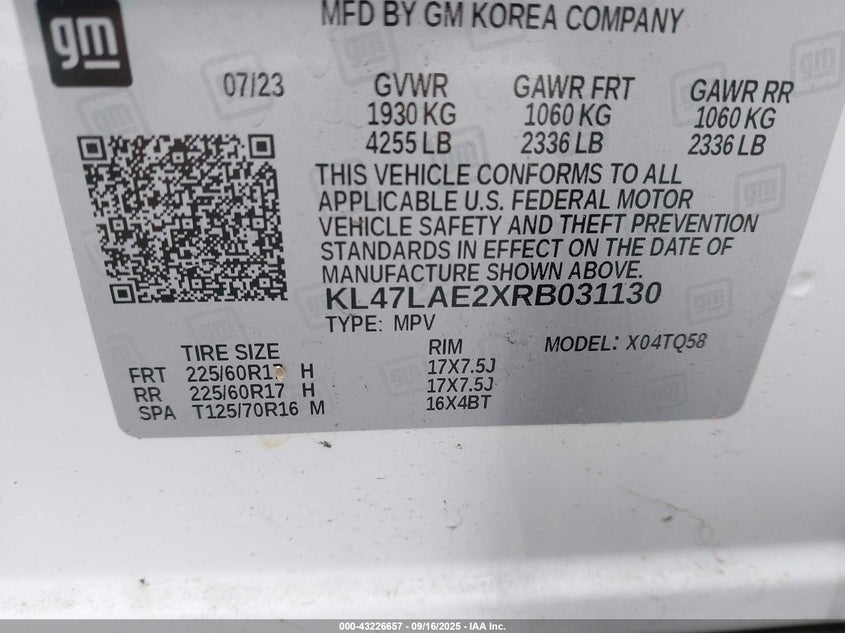 gm
MFD BY GM KOREA COMPANY
07/23 GVWR GAWR FRT GAWR RR
1930 KG 1060 KG 1060 KG
4255 LB 2336 LB 2336 LB
THIS VEHICLE CONFORMS TO ALL
APPLICABLE U.S. FEDERAL MOTOR
VEHICLE SAFETY AND THEFT PREVENTION
STANDARDS IN EFFECT ON THE DATE OF
MANUFACTURE SHOWN ABOVE.
KL47LAE2XRB031130
TYPE: MPV
TIRE SIZE RIM MODEL: X04TQ58
FRT 225/60R17 H 17X7.5J
RR 225/60R17 H 17X7.5J
SPA T125/70R16 M 16X4BT
000-43226657 - 09/16/2025 - IAA Inc.